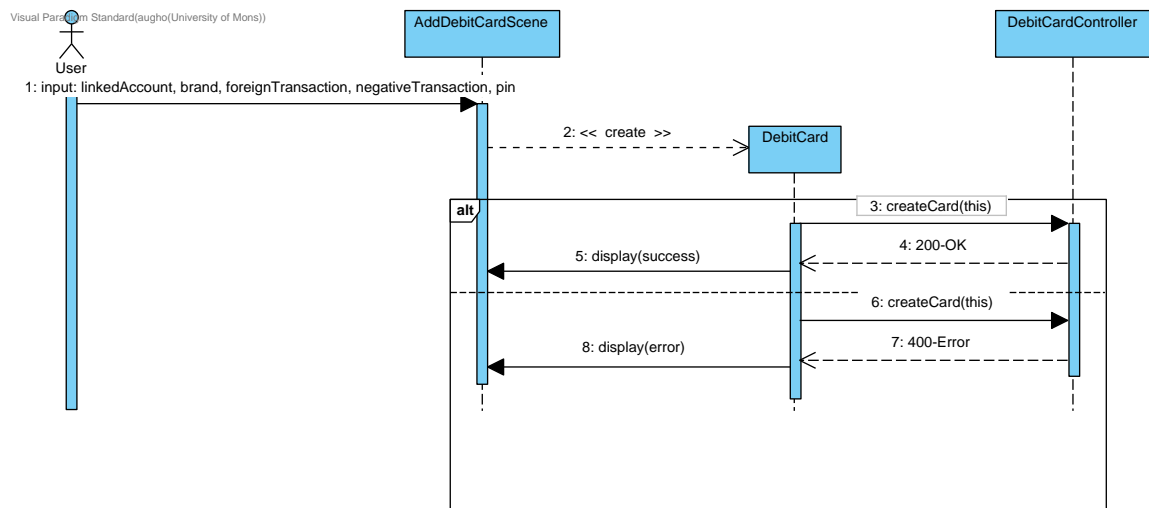 Visual Paradigm Standard(augho(University of Mons))
AddDebitCardScene
DebitCardController
User
1: input: linkedAccount, brand, foreignTransaction, negativeTransaction, pin
2: << create >>
DebitCard
alt
3: createCard(this)
4: 200-OK
5: display(success)
6: createCard(this)
7: 400-Error
8: display(error)